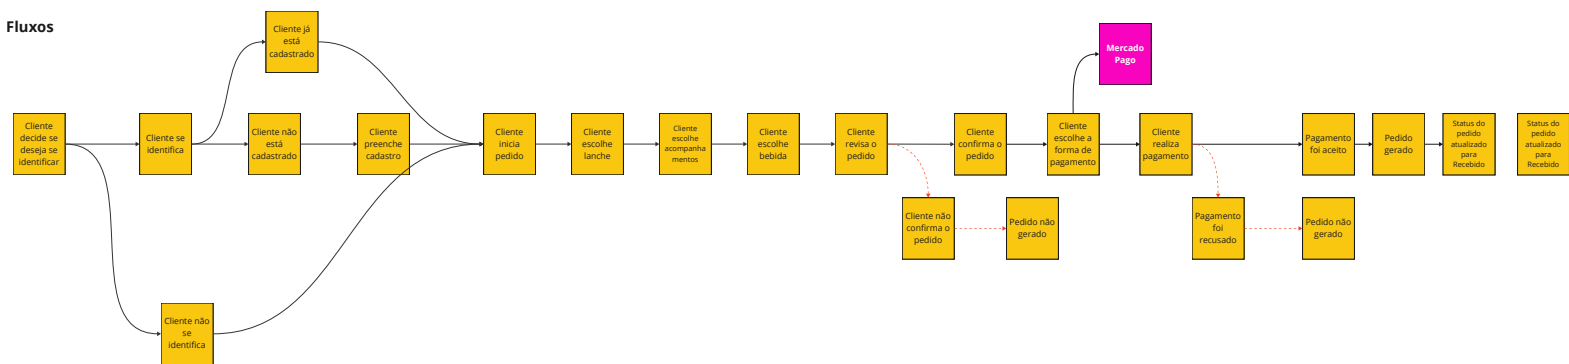 Fluxos
Cliente já
está
cadastrado
Mercado
Pago
Cliente
decide se
deseja se
identificar
Cliente se
identifica
Cliente não
está
cadastrado
Cliente
preenche
cadastro
Cliente
inicia
pedido
Cliente
escolhe
lanche
Cliente
escolhe
acompanha
mentos
Cliente
escolhe
bebida
Cliente
revisa o
pedido
Cliente
confirma o
pedido
Cliente
escolhe a
forma de
pagamento
Cliente
realiza
pagamento
Pagamento
foi aceito
Pedido
gerado
Status do
pedido
atualizado
para
Recebido
Status do
pedido
atualizado
para
Recebido
Cliente não
confirma o
pedido
Pedido não
gerado
Pagamento
foi
recusado
Pedido não
gerado
Cliente não
se
identifica